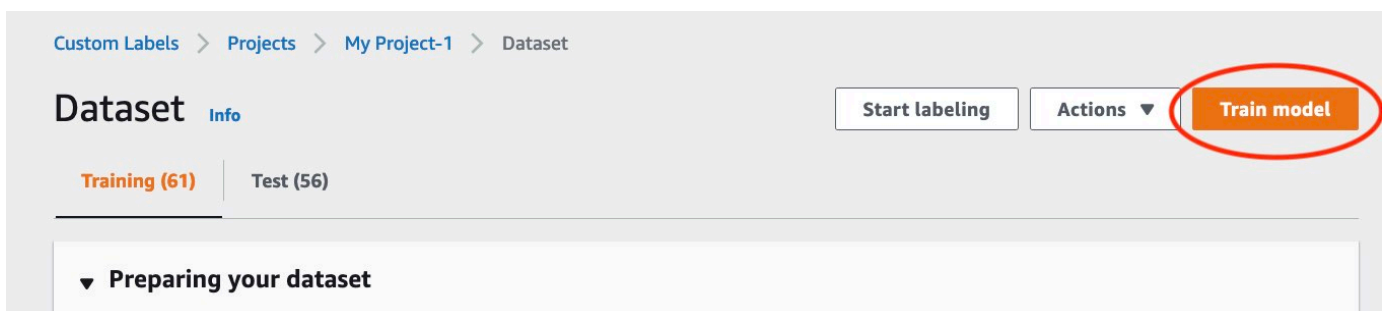 Custom Labels > Projects > My Project-1 > Dataset
Dataset Info
Start labeling Actions ▼ Train model
Training (61) Test (56)
▼ Preparing your dataset